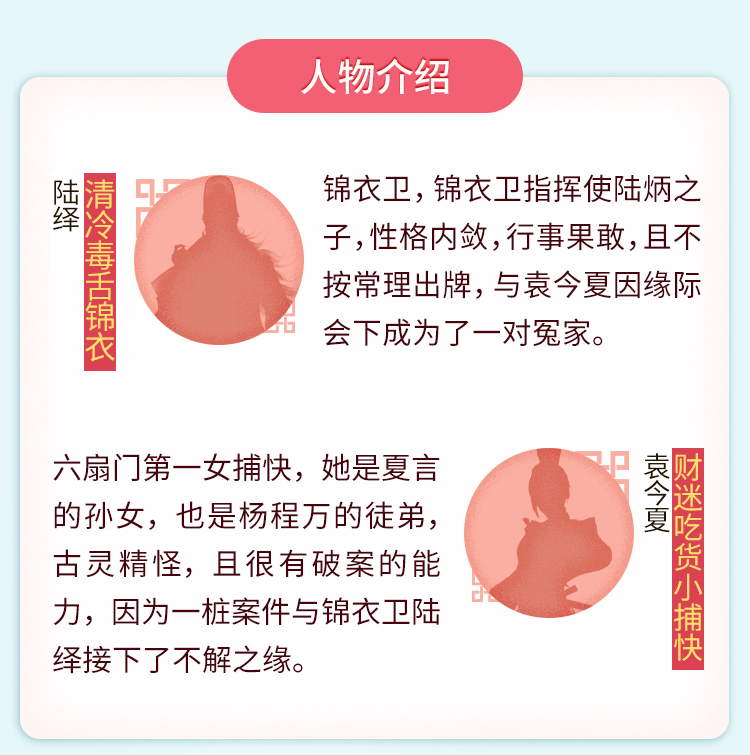 人物介绍
陆绎
清冷毒舌锦衣
锦衣卫，锦衣卫指挥使陆炳之
子，性格内敛，行事果敢，且不
按常理出牌，与袁今夏因缘际
会下成为了一对冤家。
六扇门第一女捕快，她是夏言
的孙女，也是杨程万的徒弟，
古灵精怪，且很有破案的能
力，因为一桩案件与锦衣卫陆
绎接下了不解之缘。
袁今夏
财迷吃货小捕快